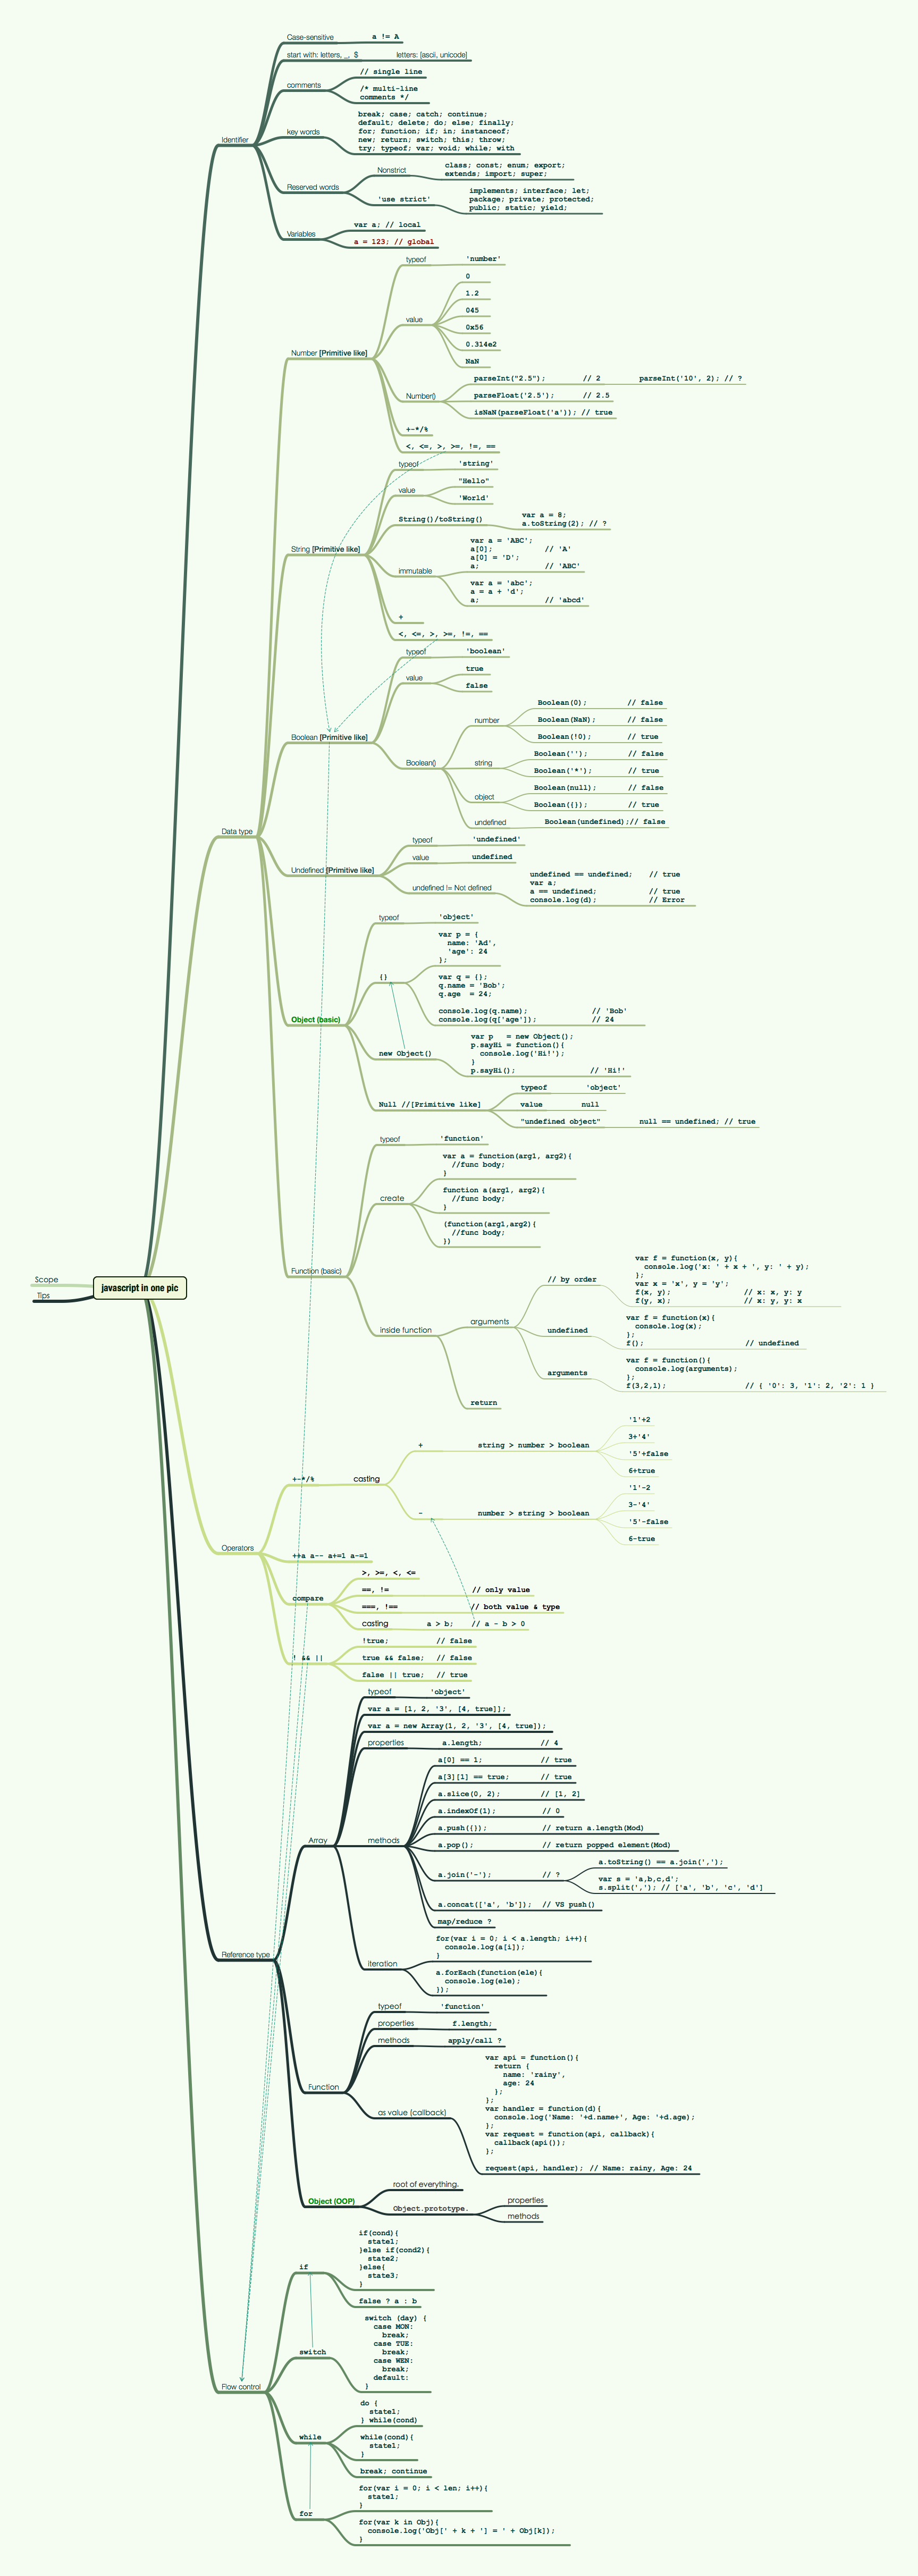 Case-sensitive
a != A
start with: letters, _, $
letters: [ascii, unicode]
comments
// single line
/* multi-line
comments */
key words
break; case; catch; continue;
default; delete; do; else; finally;
for; function; if; in; instanceof;
new; return; switch; this; throw;
try; typeof; var; void; while; with
Identifier
Reserved words
Nonstrict
class; const; enum; export;
extends; import; super;
'use strict'
implements; interface; let;
package; private; protected;
public; static; yield;
Variables
var a; // local
a = 123; // global
Number [Primitive like]
typeof
'number'
value
0
1.2
045
0x56
0.314e2
NaN
Number()
parseInt("2.5"); // 2
parseInt('10', 2); // ?
parseFloat('2.5'); // 2.5
isNaN(parseFloat('a')); // true
+-*/%
<, <=, >, >=, !=, ==
String [Primitive like]
typeof
'string'
value
"Hello"
'World'
String()/toString()
var a = 8;
a.toString(2); // ?
immutable
var a = 'ABC';
a[0]; // 'A'
a[0] = 'D';
a; // 'ABC'
var a = 'abc';
a = a + 'd';
a; // 'abcd'
+
<, <=, >, >=, !=, ==
Boolean [Primitive like]
typeof
'boolean'
value
true
false
Boolean()
number
Boolean(0); // false
Boolean(NaN); // false
Boolean(!0); // true
string
Boolean(''); // false
Boolean('*'); // true
object
Boolean(null); // false
Boolean({}); // true
undefined
Boolean(undefined);// false
Data type
Undefined [Primitive like]
typeof
'undefined'
value
undefined
undefined != Not defined
undefined == undefined; // true
var a;
a == undefined; // true
console.log(d); // Error
Object (basic)
typeof
'object'
{}
var p = {
name: 'Ad',
'age': 24
};
var q = {};
q.name = 'Bob';
q.age = 24;
console.log(q.name); // 'Bob'
console.log(q['age']); // 24
new Object()
var p = new Object();
p.sayHi = function(){
console.log('Hi!');
}
p.sayHi(); // 'Hi!'
Null //[Primitive like]
typeof
'object'
value
null
"undefined object"
null == undefined; // true
Function (basic)
typeof
'function'
create
var a = function(arg1, arg2){
//func body;
}
function a(arg1, arg2){
//func body;
}
(function(arg1,arg2){
//func body;
})
inside function
arguments
// by order
var f = function(x, y){
console.log('x: ' + x + ', y: ' + y);
};
var x = 'x', y = 'y';
f(x, y); // x: x, y: y
f(y, x); // x: y, y: x
undefined
var f = function(x){
console.log(x);
};
f(); // undefined
arguments
var f = function(){
console.log(arguments);
};
f(3,2,1); // { '0': 3, '1': 2, '2': 1 }
return
Scope
Tips
javascript in one pic
Operators
+-*/%
casting
+
string > number > boolean
'1'+2
3+'4'
'5'+false
6+true
-
number > string > boolean
'1'-2
3-'4'
'5'-false
6-true
++a a-- a+=1 a-=1
compare
>, >=, <, <=
==, != // only value
===, !== // both value & type
casting
a > b; // a - b > 0
! && ||
!true; // false
true && false; // false
false || true; // true
Reference type
Array
typeof
'object'
var a = [1, 2, '3', [4, true]];
var a = new Array(1, 2, '3', [4, true]);
properties
a.length; // 4
methods
a[0] == 1; // true
a[3][1] == true; // true
a.slice(0, 2); // [1, 2]
a.indexOf(1); // 0
a.push({}); // return a.length(Mod)
a.pop(); // return popped element(Mod)
a.join('-'); // ?
a.toString() == a.join(',');
var s = 'a,b,c,d';
s.split(','); // ['a', 'b', 'c', 'd']
a.concat(['a', 'b']); // VS push()
map/reduce ?
iteration
for(var i = 0; i < a.length; i++){
console.log(a[i]);
}
a.forEach(function(ele){
console.log(ele);
});
Function
typeof
'function'
properties
f.length;
methods
apply/call ?
as value (callback)
var api = function(){
return {
name: 'rainy',
age: 24
};
};
var handler = function(d){
console.log('Name: '+d.name+', Age: '+d.age);
};
var request = function(api, callback){
callback(api());
};
request(api, handler); // Name: rainy, Age: 24
Object (OOP)
root of everything.
Object.prototype.
properties
methods
Flow control
if
if(cond){
state1;
}else if(cond2){
state2;
}else{
state3;
}
false ? a : b
switch
switch (day) {
case MON:
break;
case TUE:
break;
case WEN:
break;
default:
}
while
do {
state1;
} while(cond)
while(cond){
state1;
}
break; continue
for
for(var i = 0; i < len; i++){
state1;
}
for(var k in Obj){
console.log('Obj[' + k + '] = ' + Obj[k]);
}